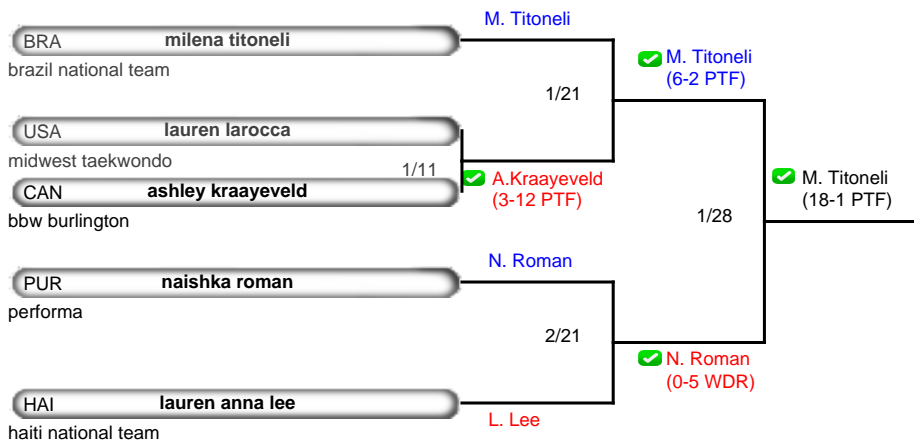 M. Titoneli
BRA milena titoneli
brazil national team
M. Titoneli
(6-2 PTF)
1/21
USA lauren larocca
midwest taekwondo
1/11
CAN ashley kraayeveld
bbw burlington
A.Kraayeveld
(3-12 PTF)
M. Titoneli
(18-1 PTF)
1/28
N. Roman
PUR naishka roman
performa
2/21
N. Roman
(0-5 WDR)
HAI lauren anna lee
haiti national team
L. Lee